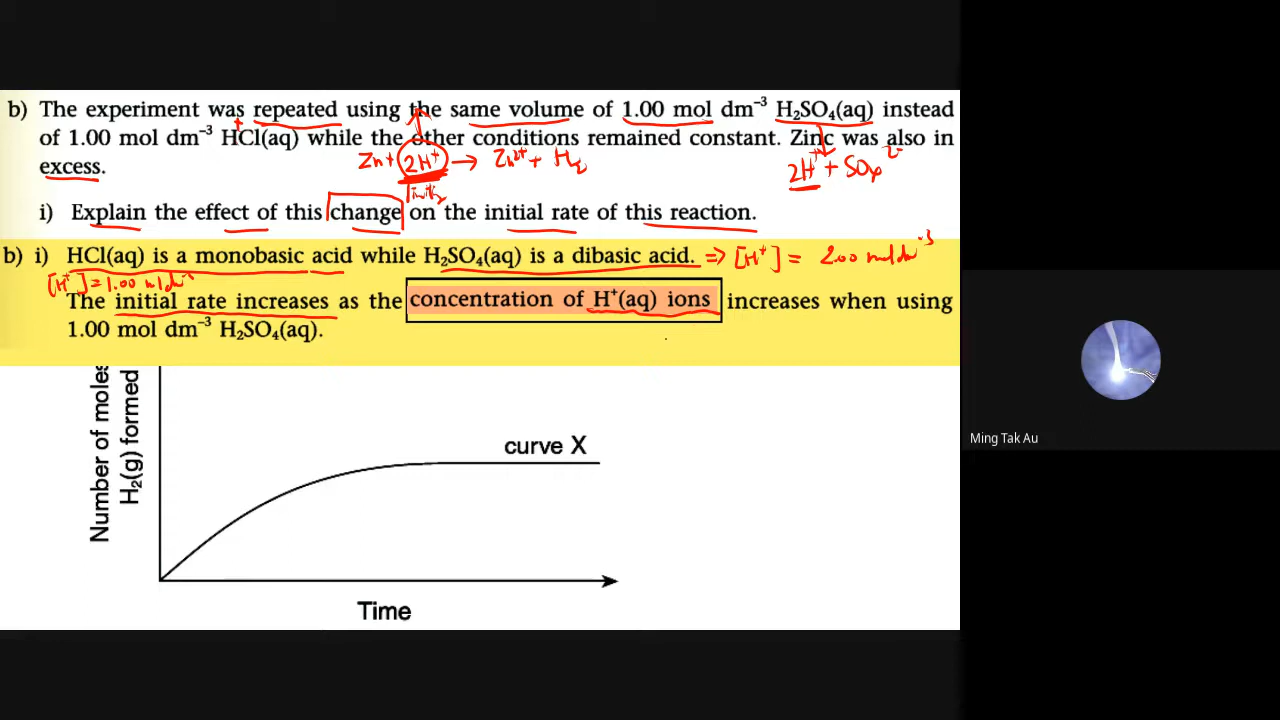 b) The experiment was repeated using the same volume of 1.00 mol dm⁻³ H₂SO₄(aq) instead
of 1.00 mol dm⁻³ HCl(aq) while the other conditions remained constant. Zinc was also in
excess.
Zn + 2H⁺ → Zn²⁺ + H₂
2H⁺ + SO₄²⁻
i) Explain the effect of this change on the initial rate of this reaction.
b) i) HCl(aq) is a monobasic acid while H₂SO₄(aq) is a dibasic acid. ⇒ [H⁺] = 2.00 mol dm⁻³
[H⁺] = 1.00 mol dm⁻³
The initial rate increases as the concentration of H⁺(aq) ions increases when using
1.00 mol dm⁻³ H₂SO₄(aq).
Number of moles
H₂(g) formed
curve X
Time
Ming Tak Au